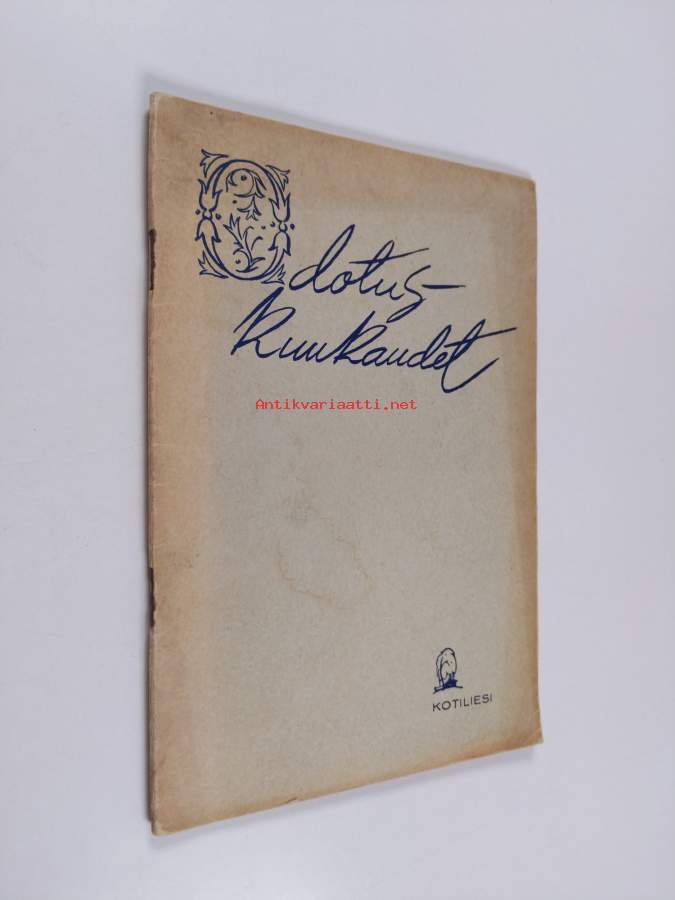 Odotus-
kuukaudet
Antikvariaatti.net
KOTILIESI